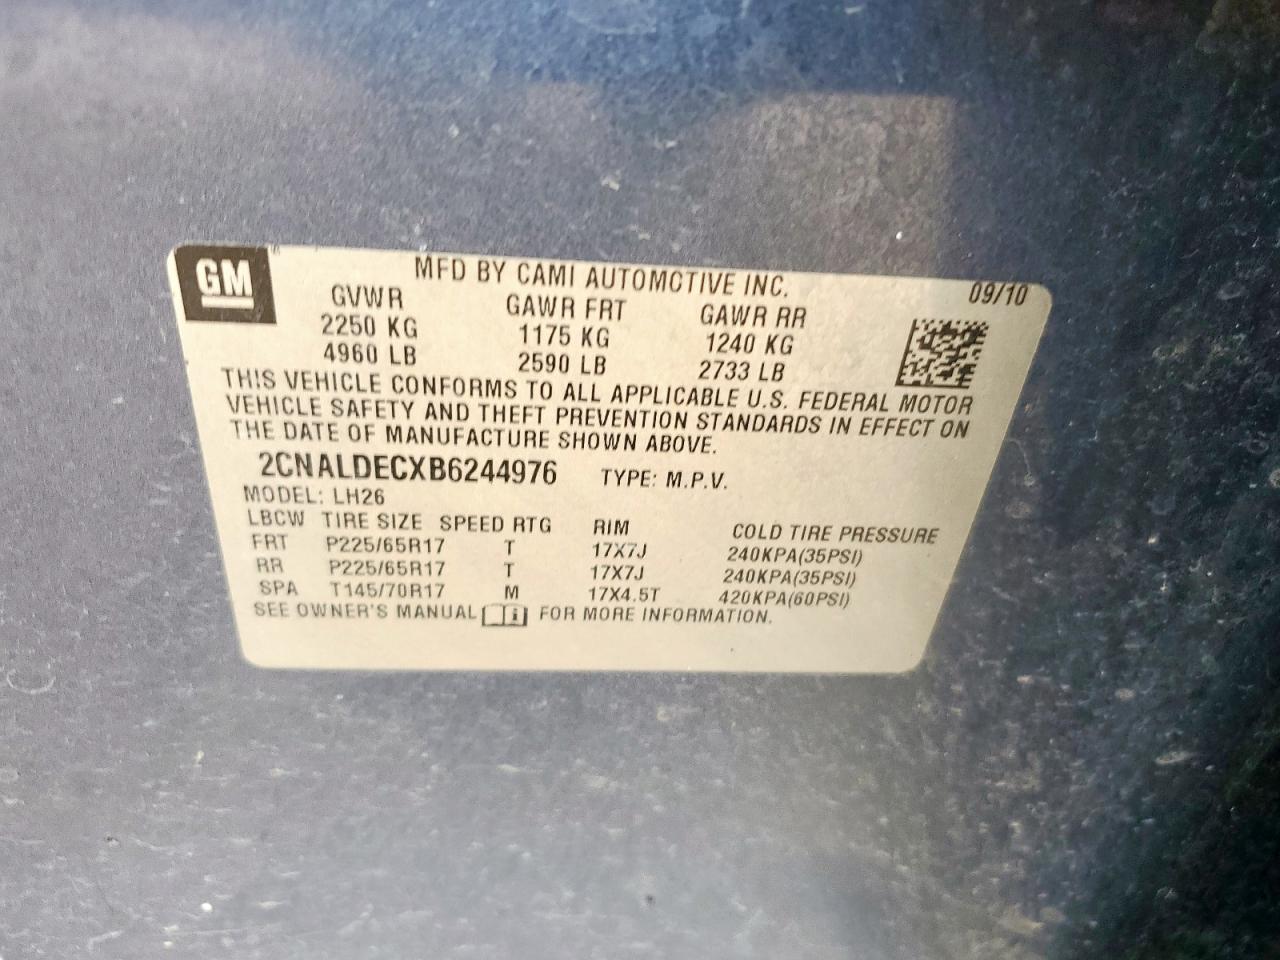 GM
MFD BY CAMI AUTOMOTIVE INC.
09/10
GVWR GAWR FRT GAWR RR
2250 KG 1175 KG 1240 KG
4960 LB 2590 LB 2733 LB
THIS VEHICLE CONFORMS TO ALL APPLICABLE U.S. FEDERAL MOTOR
VEHICLE SAFETY AND THEFT PREVENTION STANDARDS IN EFFECT ON
THE DATE OF MANUFACTURE SHOWN ABOVE.
2CNALDECXB6244976 TYPE: M.P.V.
MODEL: LH26
LBCW TIRE SIZE SPEED RTG RIM COLD TIRE PRESSURE
FRT P225/65R17 T 17X7J 240KPA(35PSI)
RR P225/65R17 T 17X7J 240KPA(35PSI)
SPA T145/70R17 M 17X4.5T 420KPA(60PSI)
SEE OWNER'S MANUAL i FOR MORE INFORMATION.